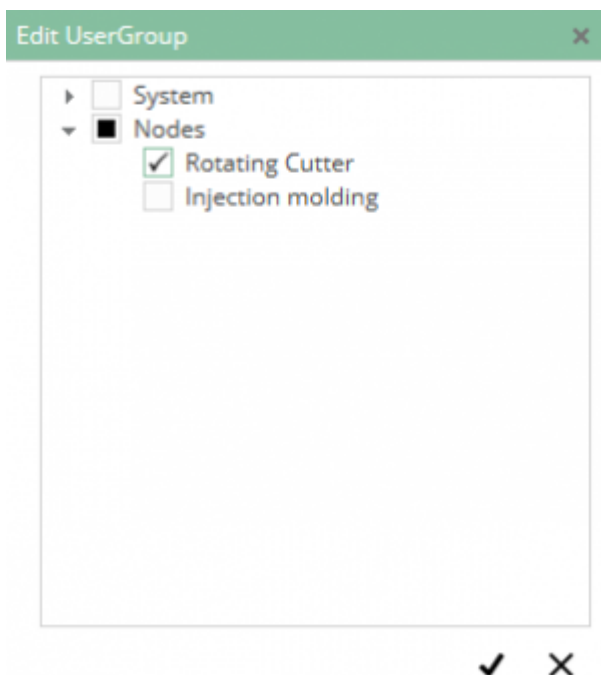 Edit UserGroup
System
Nodes
Rotating Cutter
Injection molding